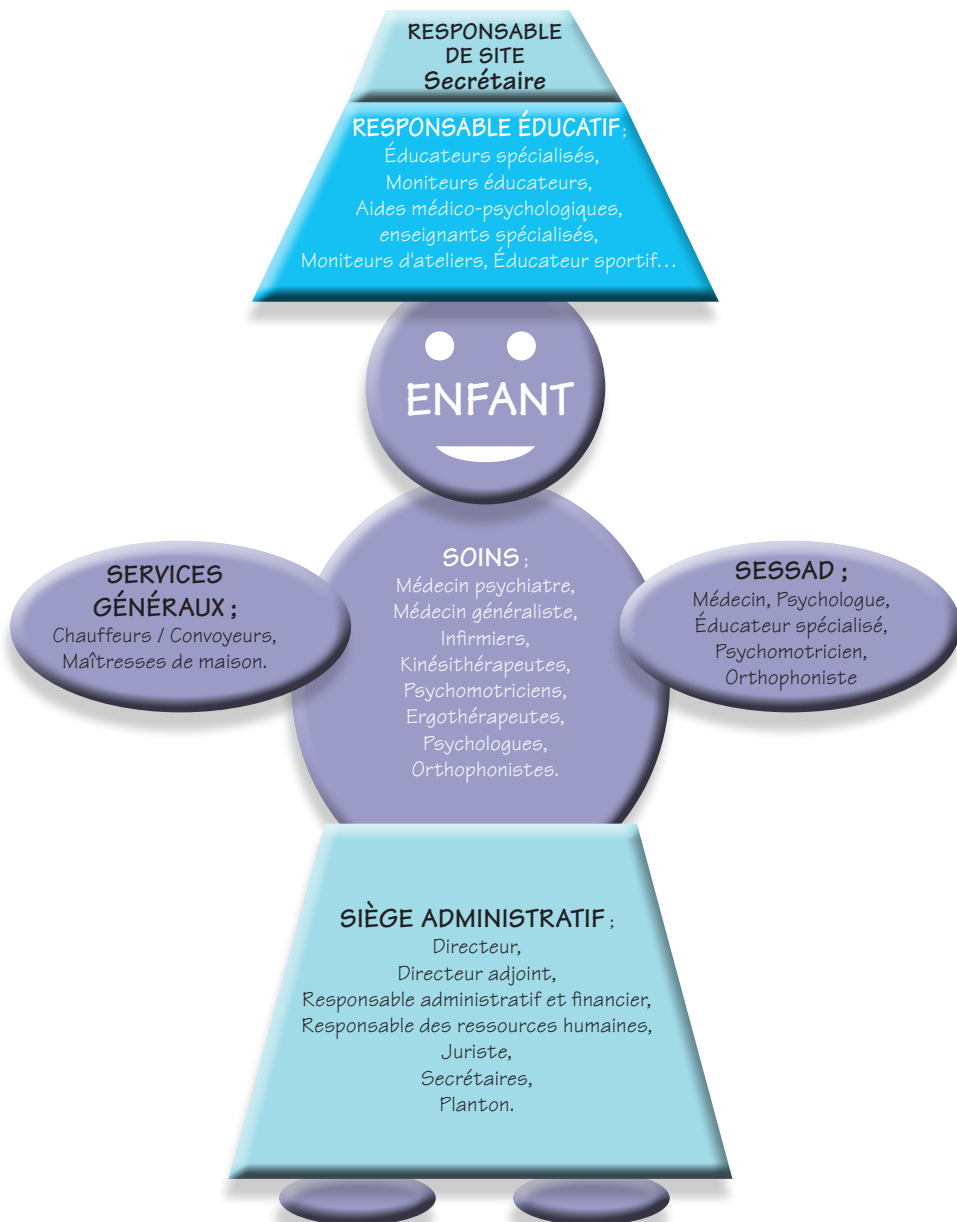 RESPONSABLE
DE SITE
Secrétaire
RESPONSABLE ÉDUCATIF;
Éducateurs spécialisés,
Moniteurs éducateurs,
Aides médico-psychologiques,
enseignants spécialisés,
Moniteurs d'ateliers, Éducateur sportif...
ENFANT
SERVICES
GÉNÉRAUX ;
Chauffeurs / Convoyeurs,
Maîtresses de maison.
SOINS ;
Médecin psychiatre,
Médecin généraliste,
Infirmiers,
Kinésithérapeutes,
Psychomotriciens,
Ergothérapeutes,
Psychologues,
Orthophonistes.
SESSAD ;
Médecin, Psychologue,
Éducateur spécialisé,
Psychomotricien,
Orthophoniste
SIÈGE ADMINISTRATIF ;
Directeur,
Directeur adjoint,
Responsable administratif et financier,
Responsable des ressources humaines,
Juriste,
Secrétaires,
Planton.